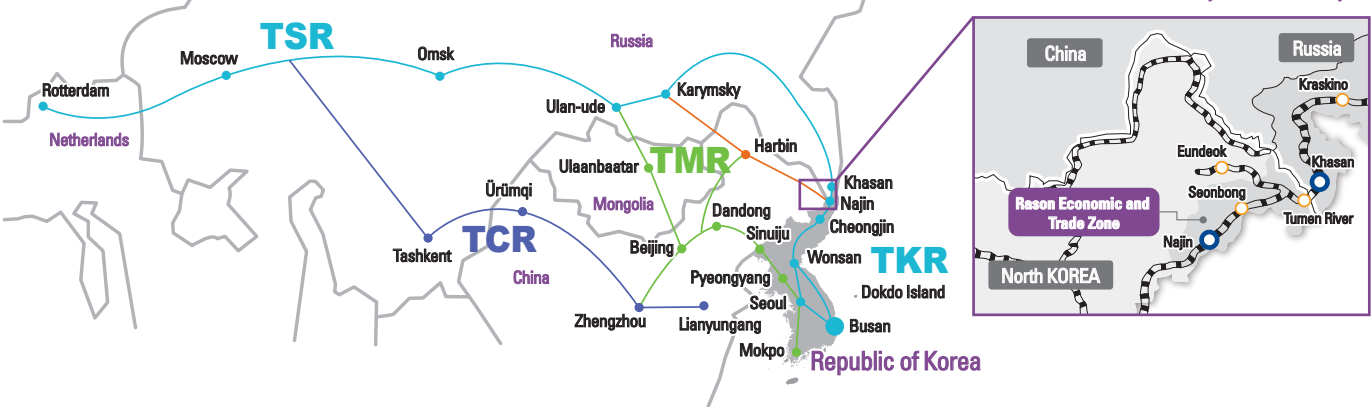 TSR
Moscow
Omsk
Russia
Rotterdam
Netherlands
Karymsky
Ulan-ude
Harbin
Ulaanbaatar
TMR
Mongolia
Ürümqi
TCR
Tashkent
China
Beijing
Dandong
Sinuiju
Khasan
Najin
Cheongjin
Wonsan
TKR
Pyeongyang
Dokdo Island
Seoul
Zhengzhou
Lianyungang
Busan
Mokpo
Republic of Korea
China
Russia
Kraskino
Eundeok
Khasan
Seonbong
Rason Economic and
Trade Zone
Tumen River
Najin
North KOREA